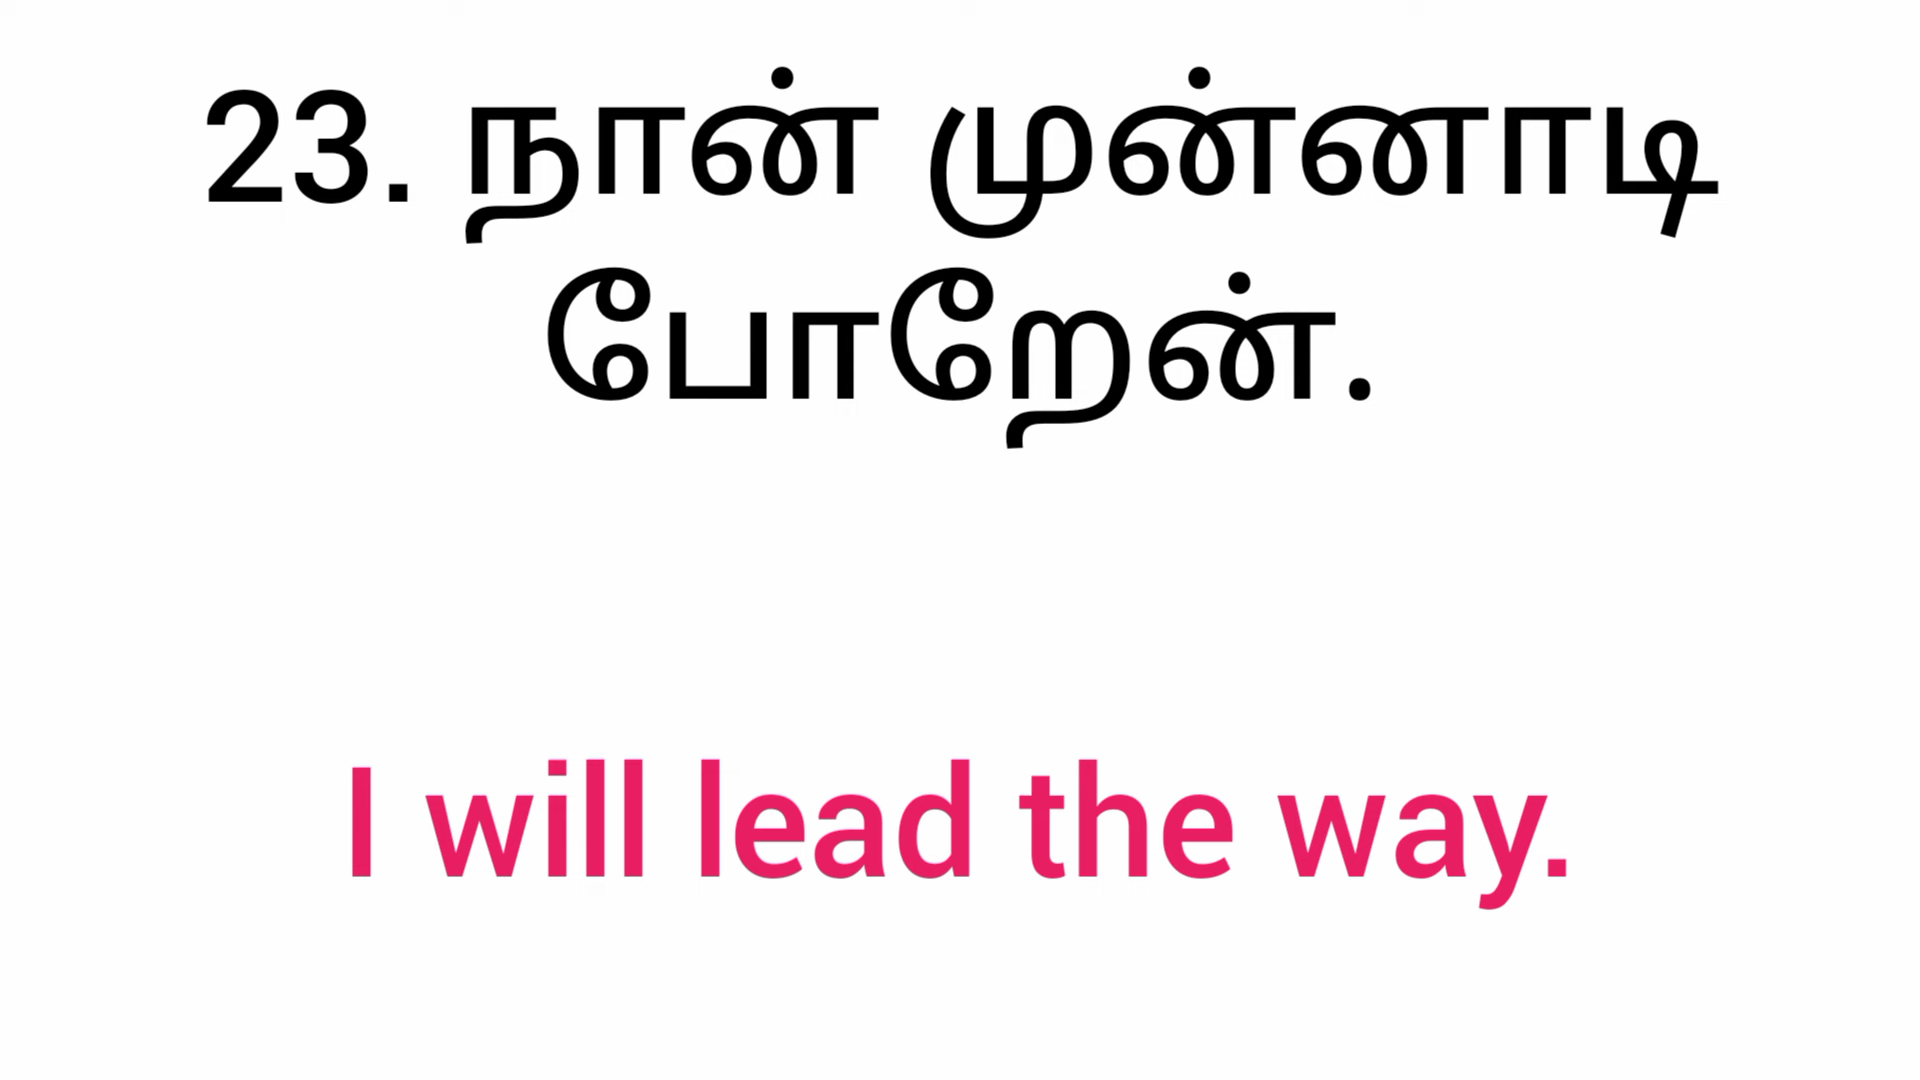 23. நான் முன்னாடி
போறேன்.
I will lead the way.